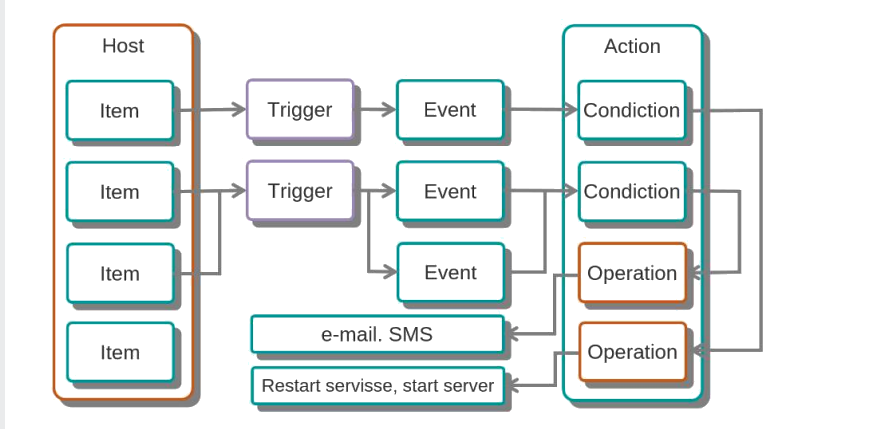 Host
Action
Item
Trigger
Event
Condiction
Item
Trigger
Event
Condiction
Item
Event
Operation
e-mail. SMS
Item
Operation
Restart servisse, start server